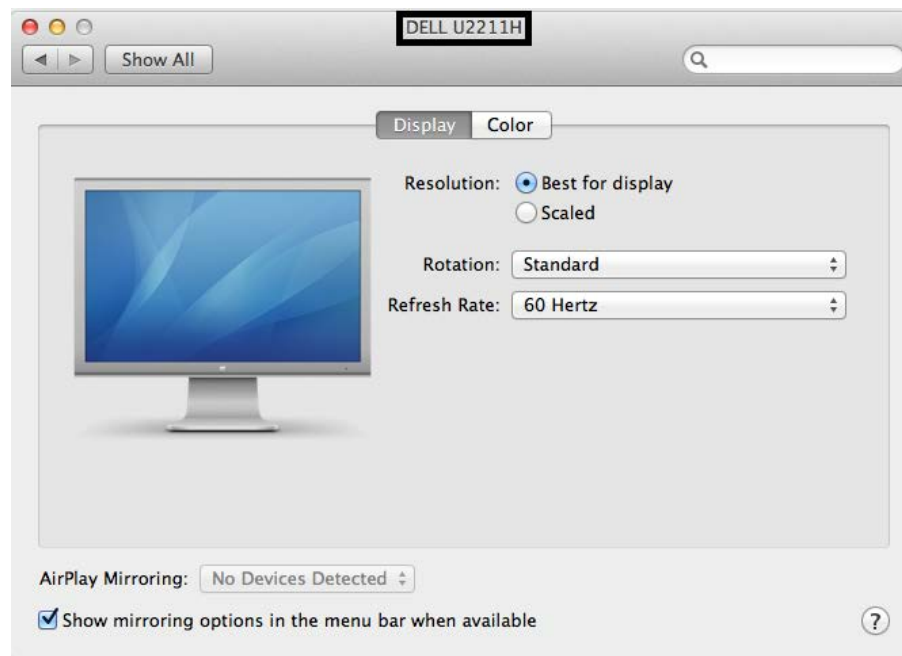 DELL U2211H
Show All
Display Color
Resolution: Best for display
Scaled
Rotation: Standard
Refresh Rate: 60 Hertz
AirPlay Mirroring: No Devices Detected
Show mirroring options in the menu bar when available ?